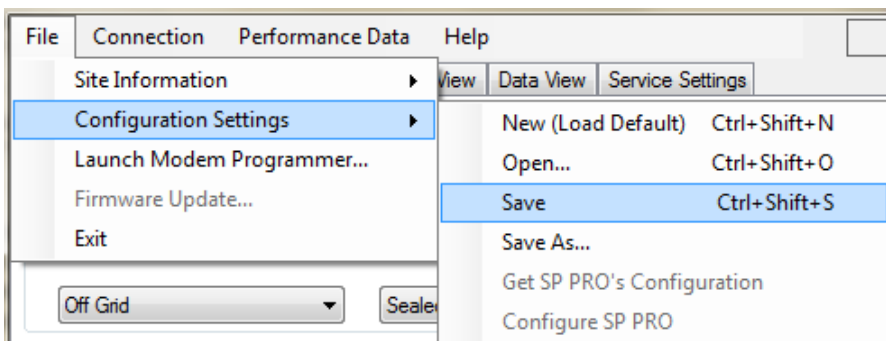 File Connection Performance Data Help
Site Information
View Data View Service Settings
Configuration Settings
New (Load Default) Ctrl+Shift+N
Launch Modem Programmer...
Open... Ctrl+Shift+O
Firmware Update...
Save Ctrl+Shift+S
Exit
Save As...
Get SP PRO's Configuration
Off Grid Sealed
Configure SP PRO